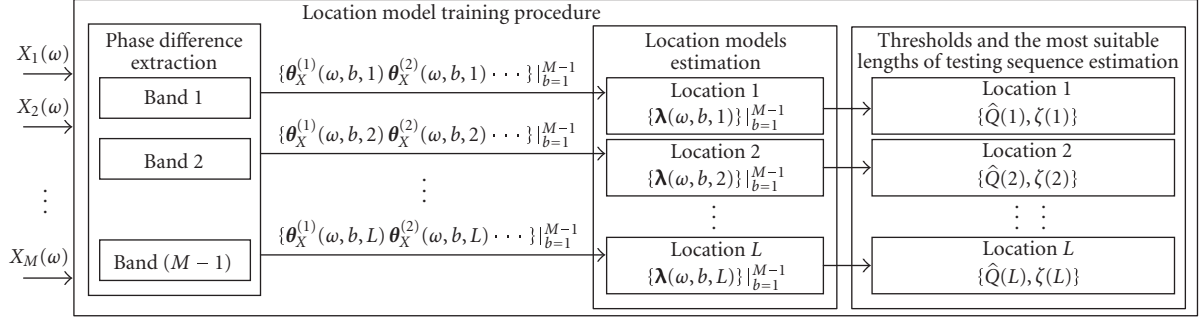 Location model training procedure
X_1(ω)
X_2(ω)
⋮
X_M(ω)
Phase difference
extraction
Band 1
Band 2
⋮
Band (M − 1)
{θ_X^{(1)}(ω, b, 1) θ_X^{(2)}(ω, b, 1) · · · }|_{b=1}^{M−1}
{θ_X^{(1)}(ω, b, 2) θ_X^{(2)}(ω, b, 2) · · · }|_{b=1}^{M−1}
⋮
{θ_X^{(1)}(ω, b, L) θ_X^{(2)}(ω, b, L) · · · }|_{b=1}^{M−1}
Location models
estimation
Location 1
{λ(ω, b, 1)}|_{b=1}^{M−1}
Location 2
{λ(ω, b, 2)}|_{b=1}^{M−1}
⋮
Location L
{λ(ω, b, L)}|_{b=1}^{M−1}
Thresholds and the most suitable
lengths of testing sequence estimation
Location 1
{Q̂(1), ζ(1)}
Location 2
{Q̂(2), ζ(2)}
⋮ ⋮
Location L
{Q̂(L), ζ(L)}